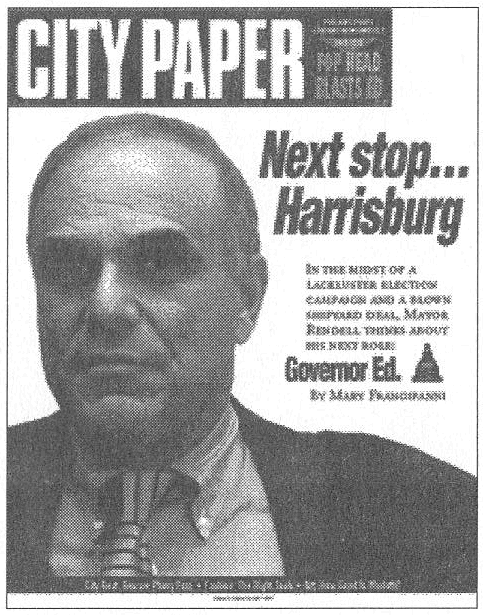 CITY PAPER
TOP HEAD
BLASTS
Next stop...
Harrisburg
IN THE MIDST OF A
LACKLUSTER ELECTION
CAMPAIGN AND A BLOWN
SHIPYARD DEAL, MAYOR
RENDELL THINKS ABOUT
HIS NEXT ROLE:
Governor Ed.
BY MARY FRANGIPANNI